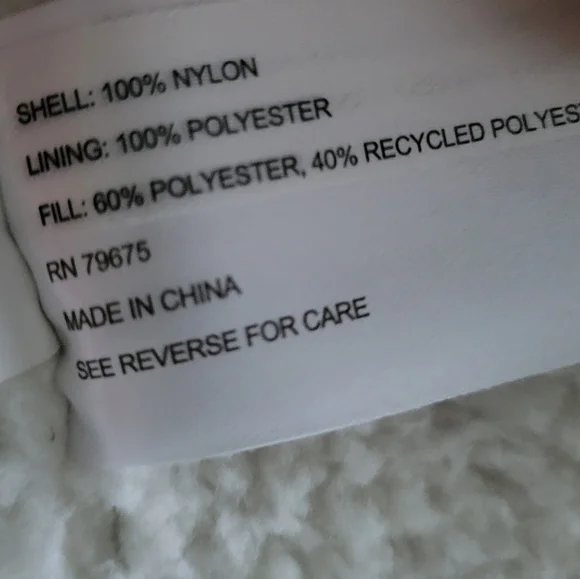 SHELL: 100% NYLON
LINING: 100% POLYESTER
FILL: 60% POLYESTER, 40% RECYCLED POLYES
RN 79675
MADE IN CHINA
SEE REVERSE FOR CARE